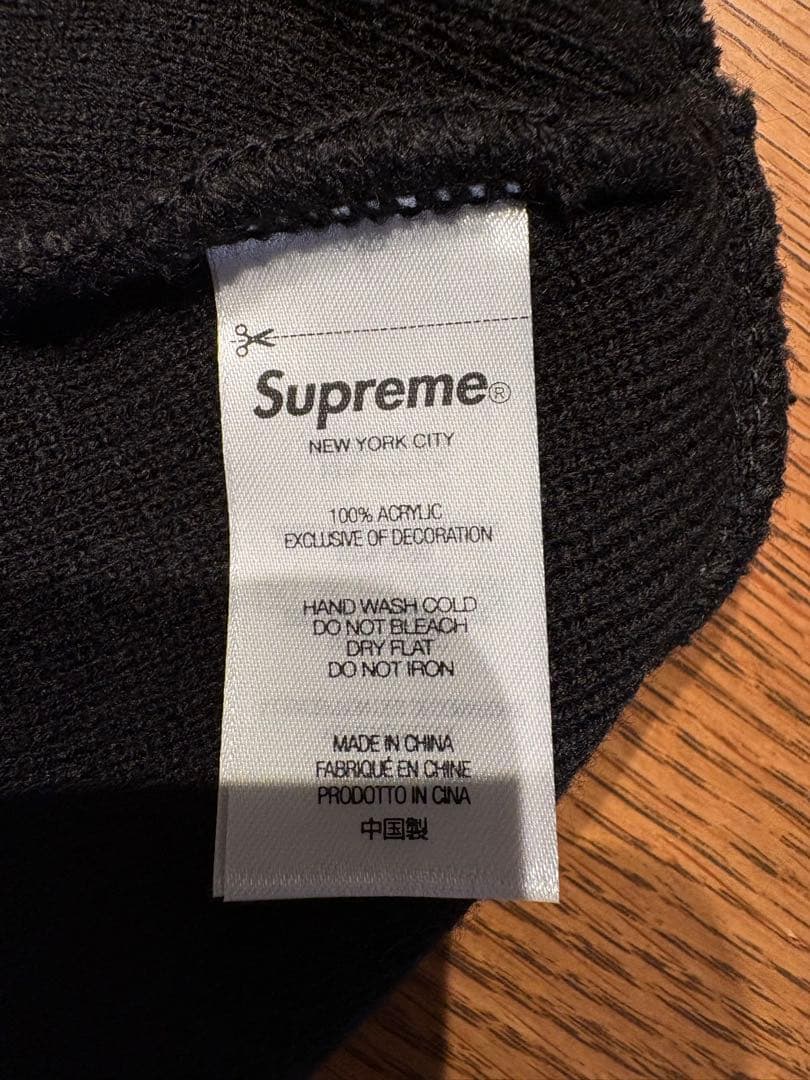 Supreme®
NEW YORK CITY
100% ACRYLIC
EXCLUSIVE OF DECORATION
HAND WASH COLD
DO NOT BLEACH
DRY FLAT
DO NOT IRON
MADE IN CHINA
FABRIQUÉ EN CHINE
PRODOTTO IN CINA
中国製